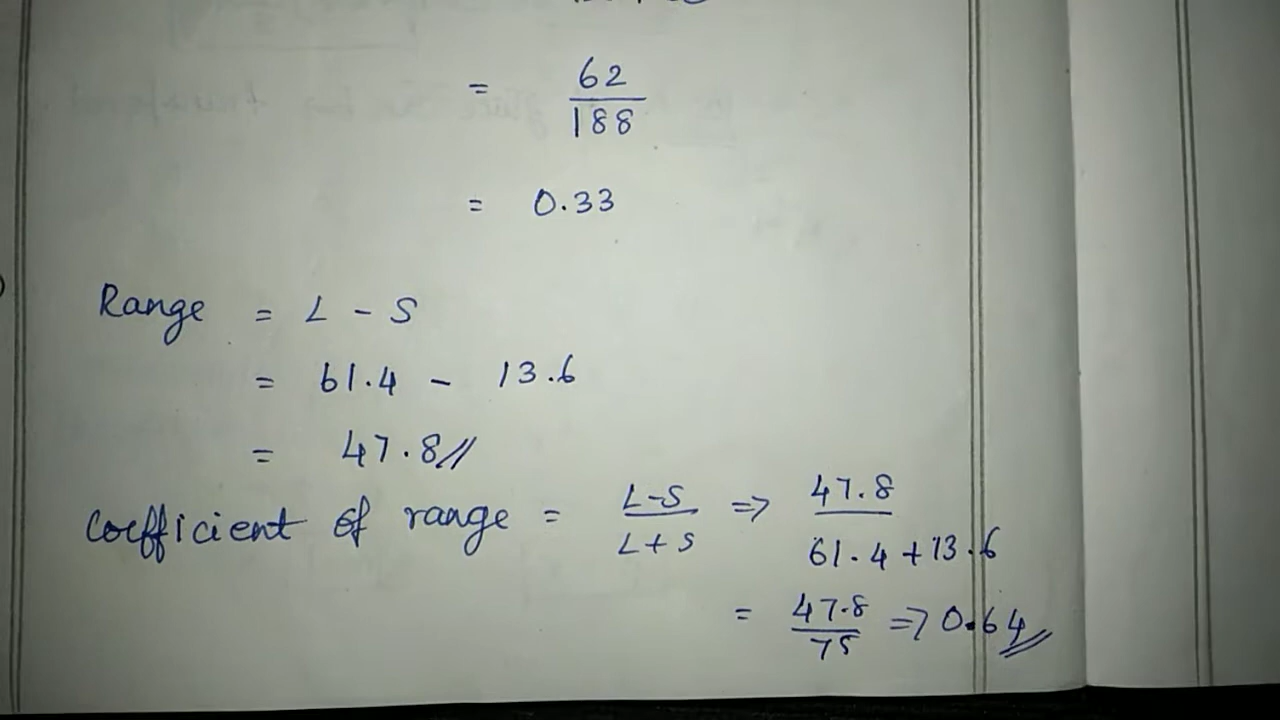 = 62/188
= 0.33
Range = L - S
= 61.4 - 13.6
= 47.8//
Coefficient of range = L-S/L+S => 47.8/61.4+13.6
= 47.8/75 => 0.64//